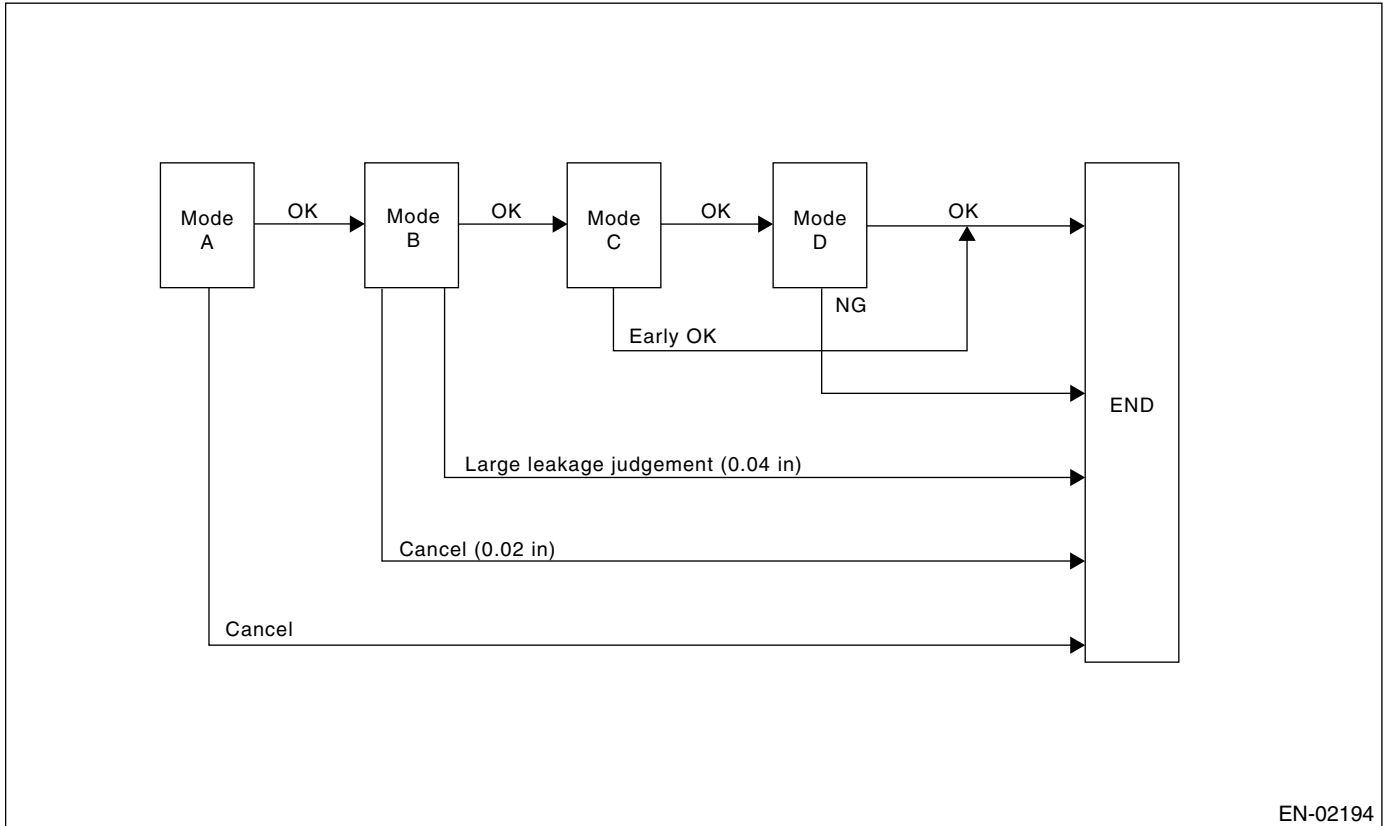 Mode
A
OK
Mode
B
OK
Mode
C
OK
Mode
D
OK
NG
Early OK
END
Large leakage judgement (0.04 in)
Cancel (0.02 in)
Cancel
EN-02194